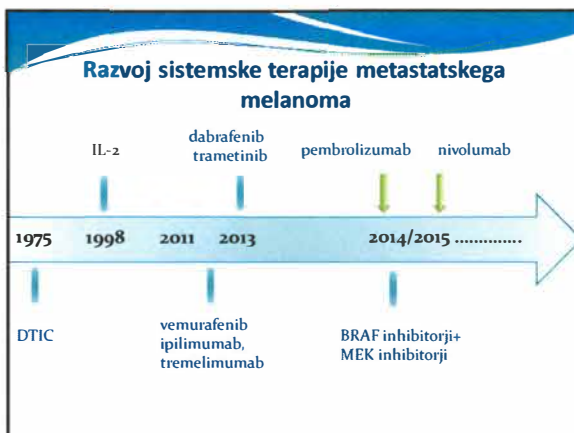 Razvoj sistemske terapije metastatskega
melanoma
IL-2
dabrafenib
trametinib
pembrolizumab
nivolumab
1975
1998
2011
2013
2014/2015 .............
DTIC
vemurafenib
ipilimumab,
tremelimumab
BRAF inhibitorji+
MEK inhibitorji